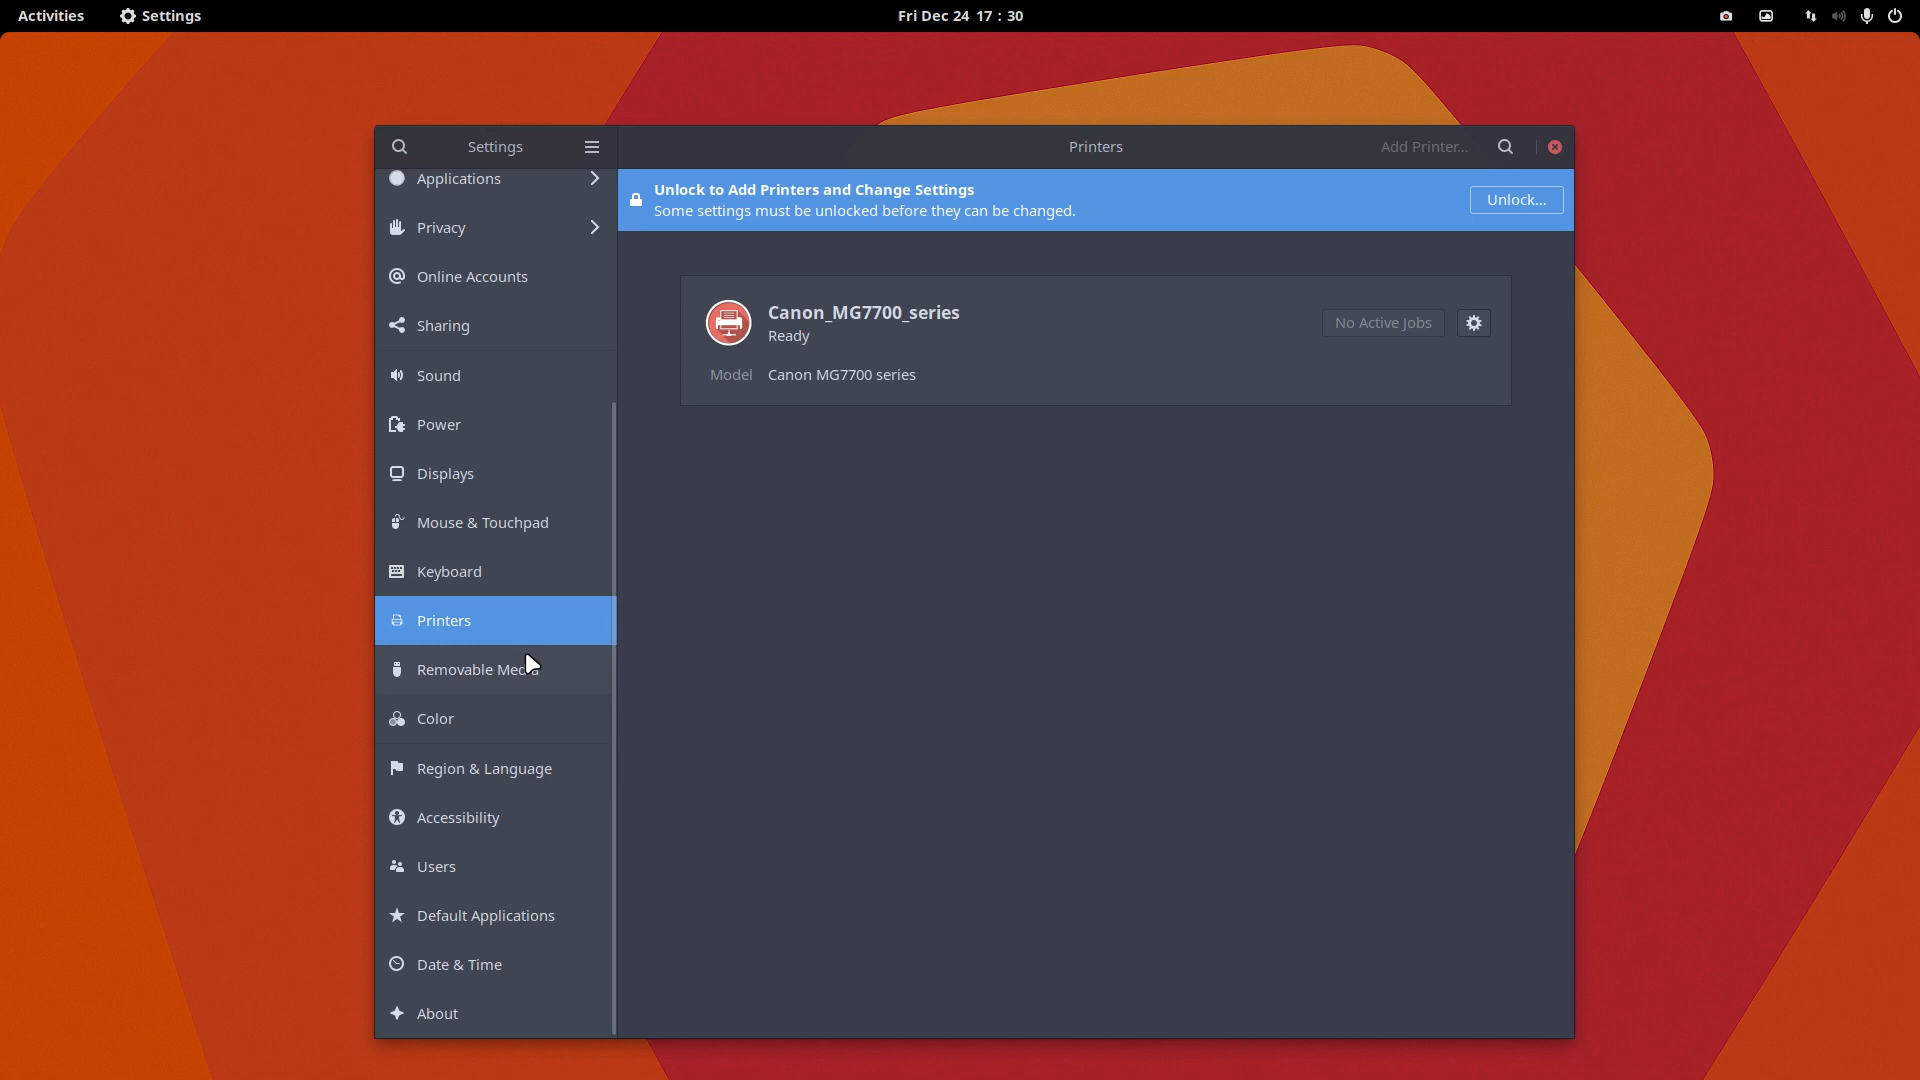 Activities
Settings
Fri Dec 24 17 : 30
Settings
Printers
Add Printer...
Applications
Privacy
Online Accounts
Sharing
Sound
Power
Displays
Mouse & Touchpad
Keyboard
Printers
Removable Media
Color
Region & Language
Accessibility
Users
Default Applications
Date & Time
About
Unlock to Add Printers and Change Settings
Some settings must be unlocked before they can be changed.
Unlock...
Canon_MG7700_series
Ready
No Active Jobs
Model Canon MG7700 series